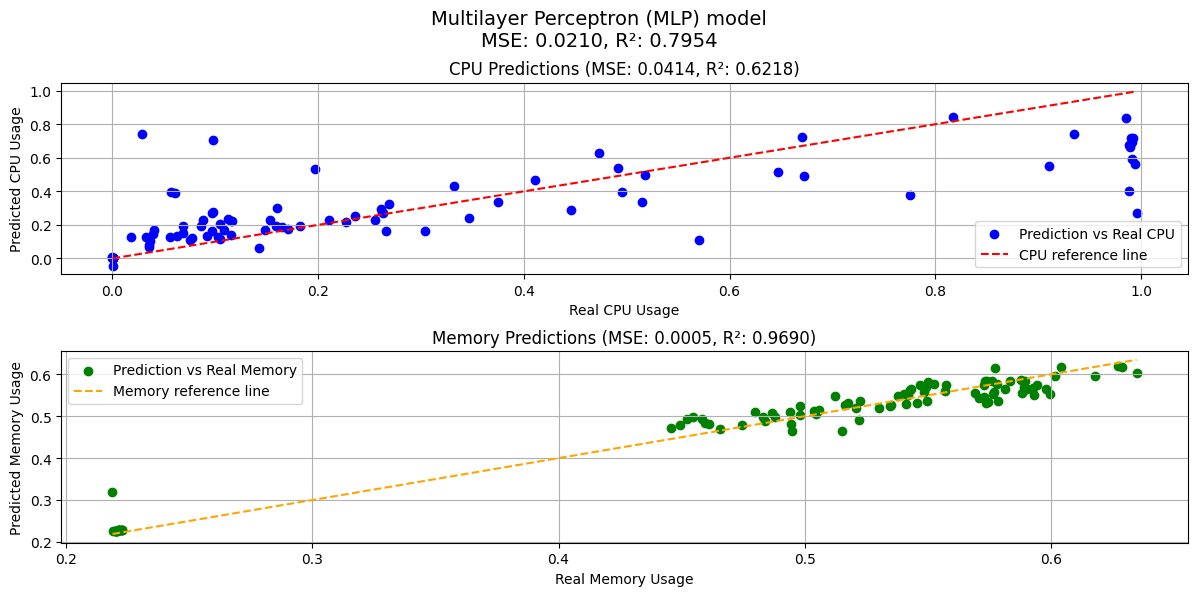 Multilayer Perceptron (MLP) model
MSE: 0.0210, R²: 0.7954
CPU Predictions (MSE: 0.0414, R²: 0.6218)
Predicted CPU Usage
1.0
0.8
0.6
0.4
0.2
0.0
Prediction vs Real CPU
CPU reference line
0.0 0.2 0.4 0.6 0.8 1.0
Real CPU Usage
Memory Predictions (MSE: 0.0005, R²: 0.9690)
Predicted Memory Usage
0.6
0.5
0.4
0.3
0.2
Prediction vs Real Memory
Memory reference line
0.2 0.3 0.4 0.5 0.6
Real Memory Usage